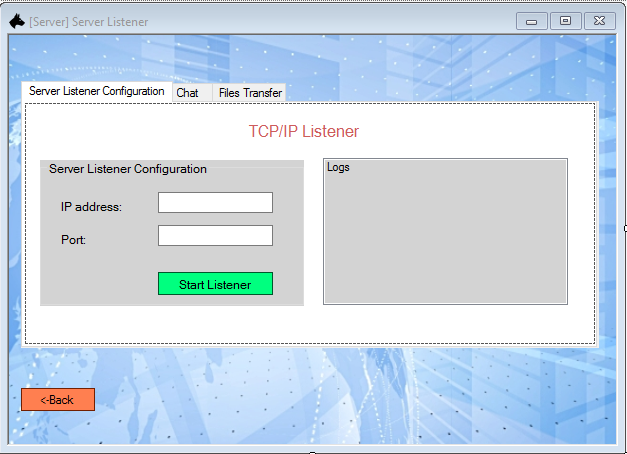 [Server] Server Listener
Server Listener Configuration
Chat
Files Transfer
TCP/IP Listener
Server Listener Configuration
Logs
IP address:
Port:
Start Listener
<-Back